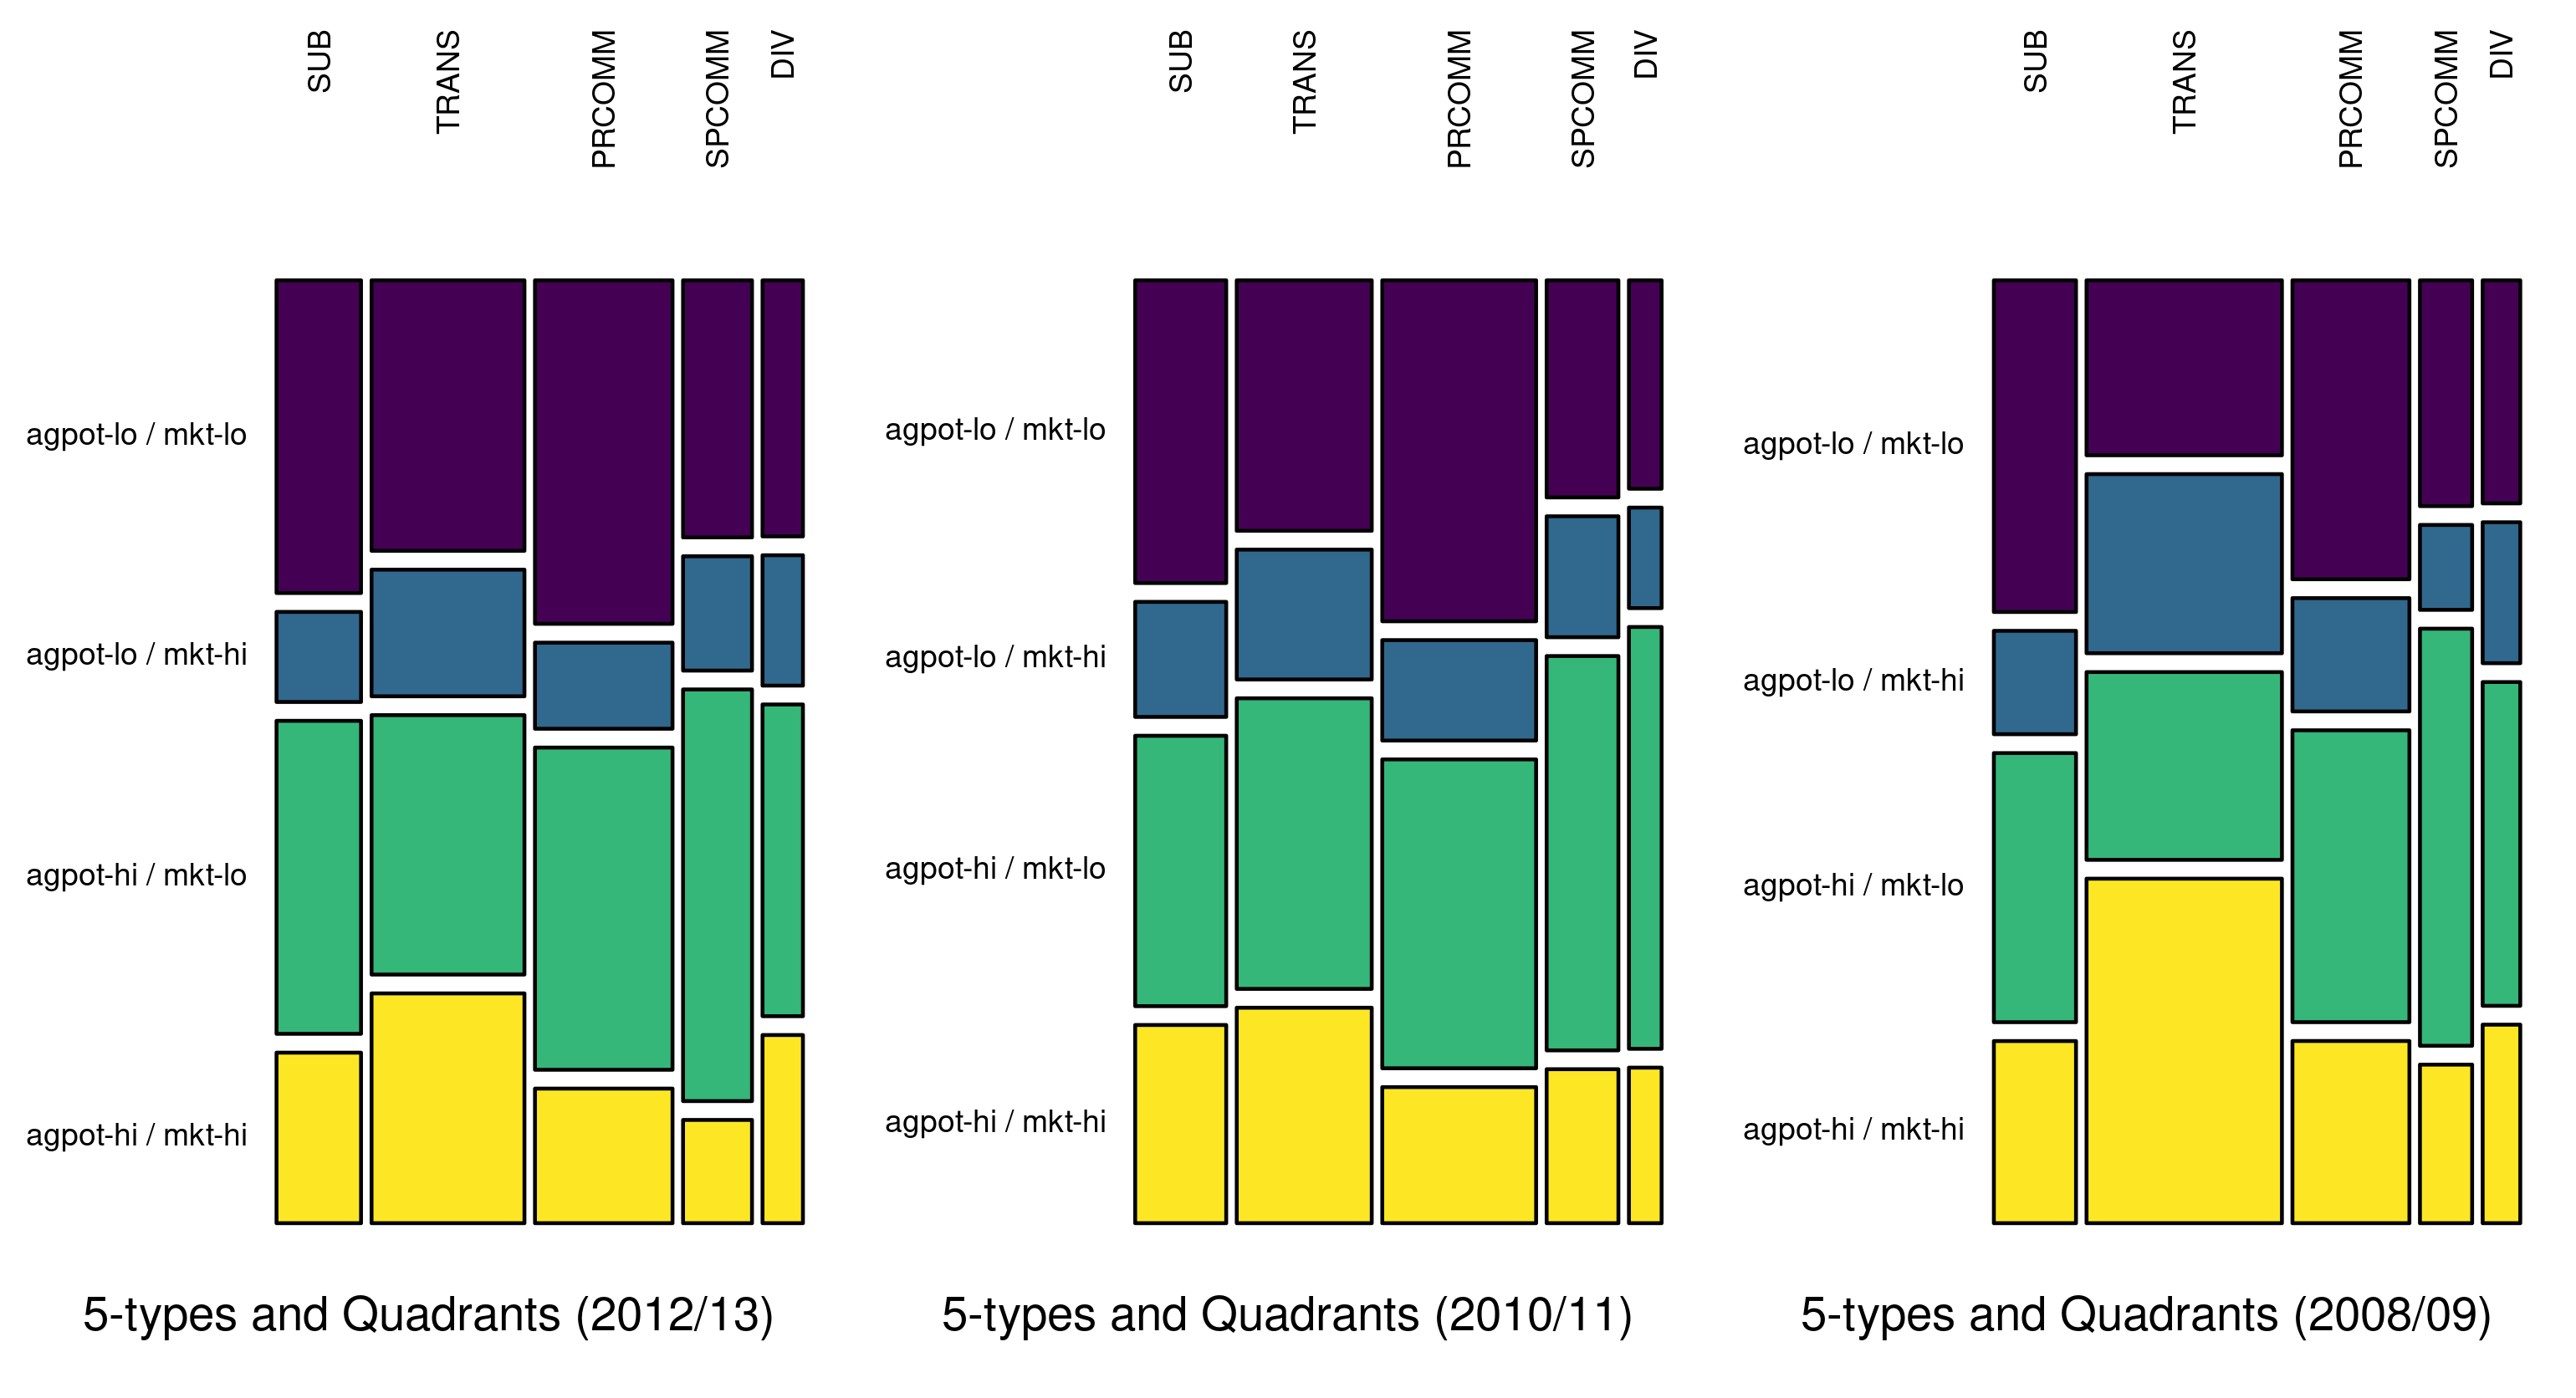 SUB
TRANS
PRCOMM
SPCOMM
DIV
agpot-lo / mkt-lo
agpot-lo / mkt-hi
agpot-hi / mkt-lo
agpot-hi / mkt-hi
5-types and Quadrants (2012/13)
SUB
TRANS
PRCOMM
SPCOMM
DIV
agpot-lo / mkt-lo
agpot-lo / mkt-hi
agpot-hi / mkt-lo
agpot-hi / mkt-hi
5-types and Quadrants (2010/11)
SUB
TRANS
PRCOMM
SPCOMM
DIV
agpot-lo / mkt-lo
agpot-lo / mkt-hi
agpot-hi / mkt-lo
agpot-hi / mkt-hi
5-types and Quadrants (2008/09)